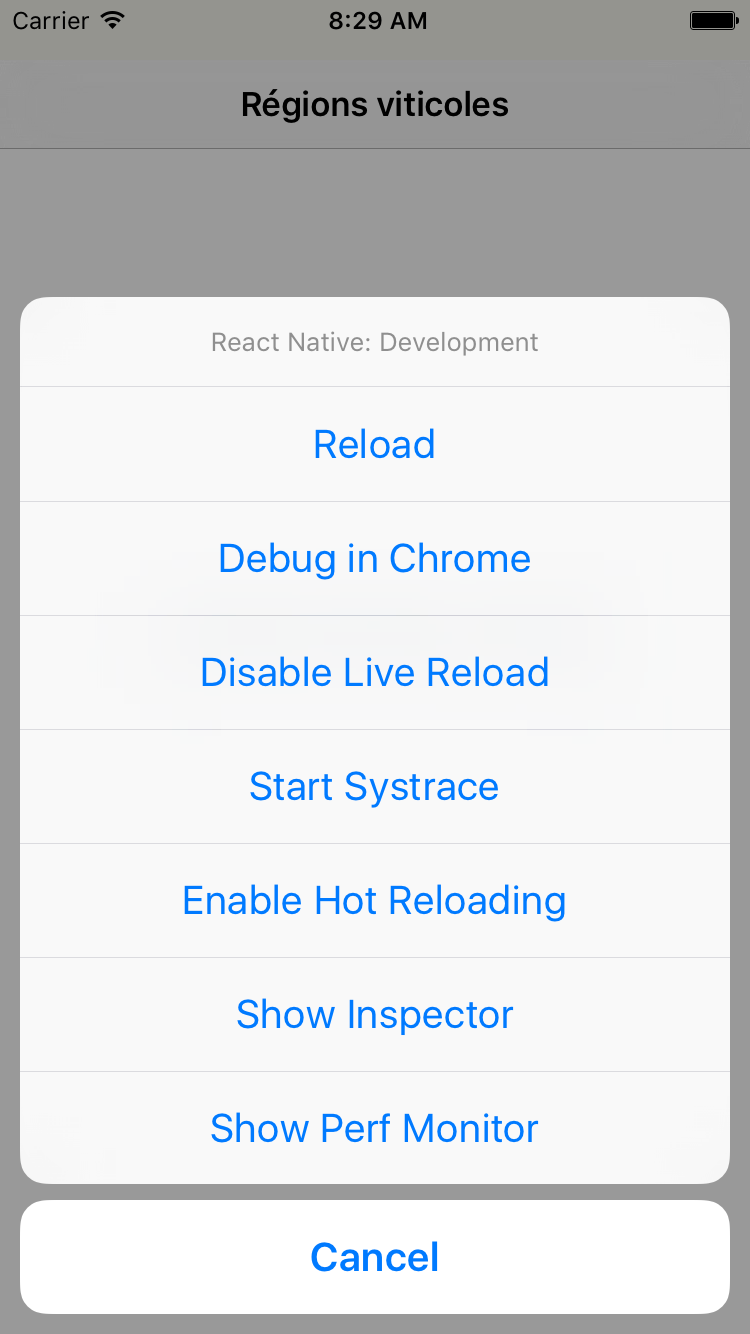 Carrier 8:29 AM
Régions viticoles
React Native: Development
Reload
Debug in Chrome
Disable Live Reload
Start Systrace
Enable Hot Reloading
Show Inspector
Show Perf Monitor
Cancel